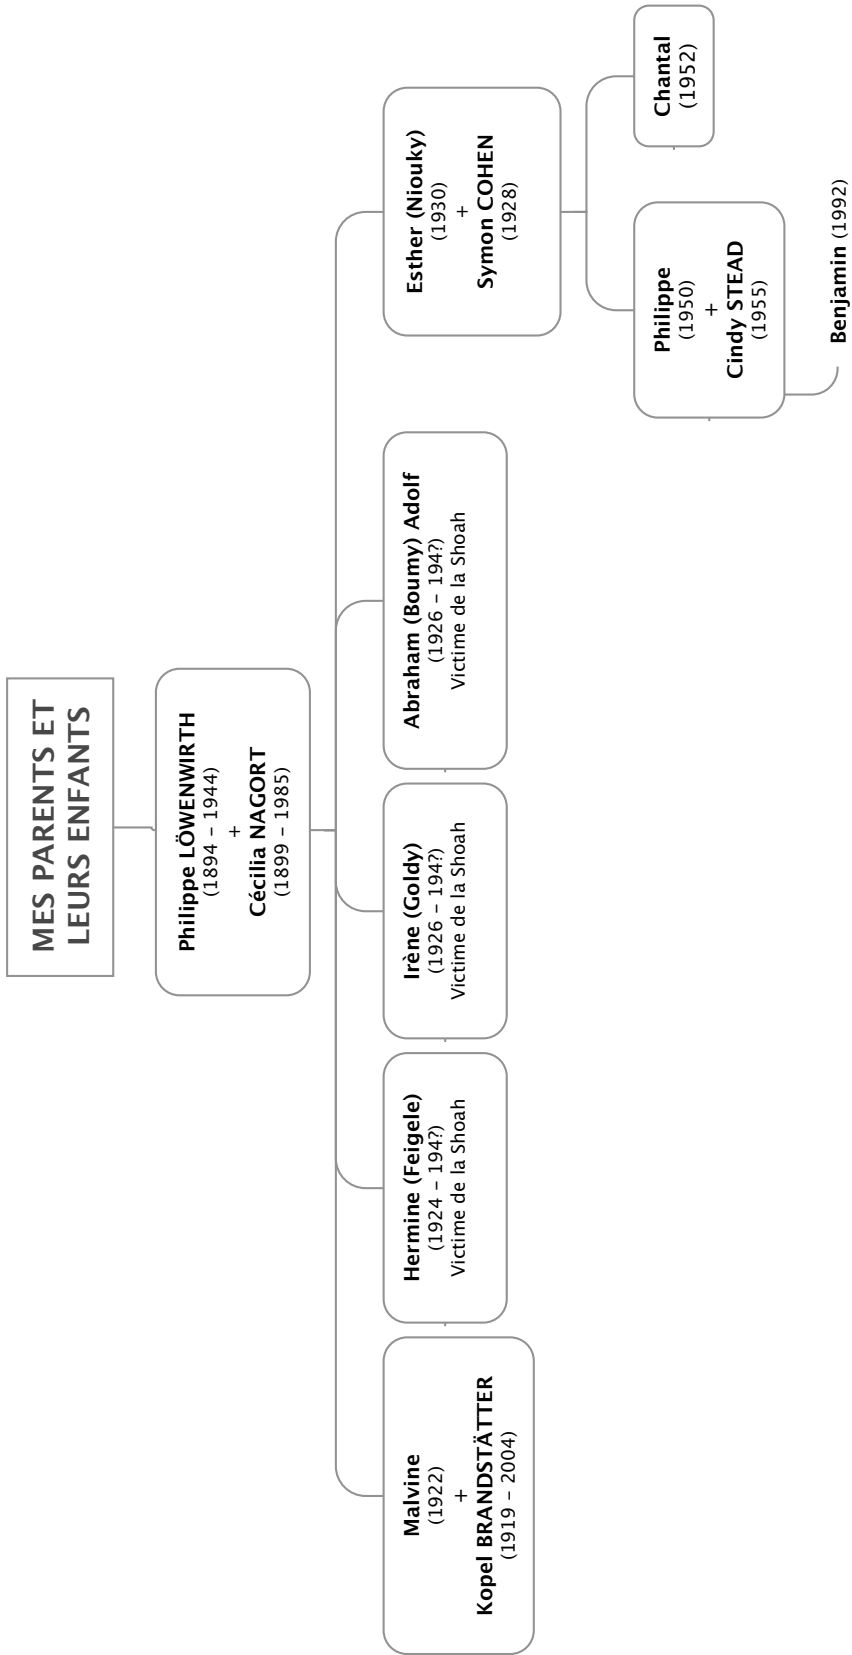 MES PARENTS ET
LEURS ENFANTS
Philippe LÖWENWIRTH
(1894 – 1944)
+
Cécilia NAGORT
(1899 – 1985)
Malvine
(1922)
+
Kopel BRANDSTÄTTER
(1919 – 2004)
Hermine (Feigele)
(1924 – 194?)
Victime de la Shoah
Irène (Goldy)
(1926 – 194?)
Victime de la Shoah
Abraham (Boumy) Adolf
(1926 – 194?)
Victime de la Shoah
Esther (Niouky)
(1930)
+
Symon COHEN
(1928)
Philippe
(1950)
+
Cindy STEAD
(1955)
Chantal
(1952)
Benjamin (1992)